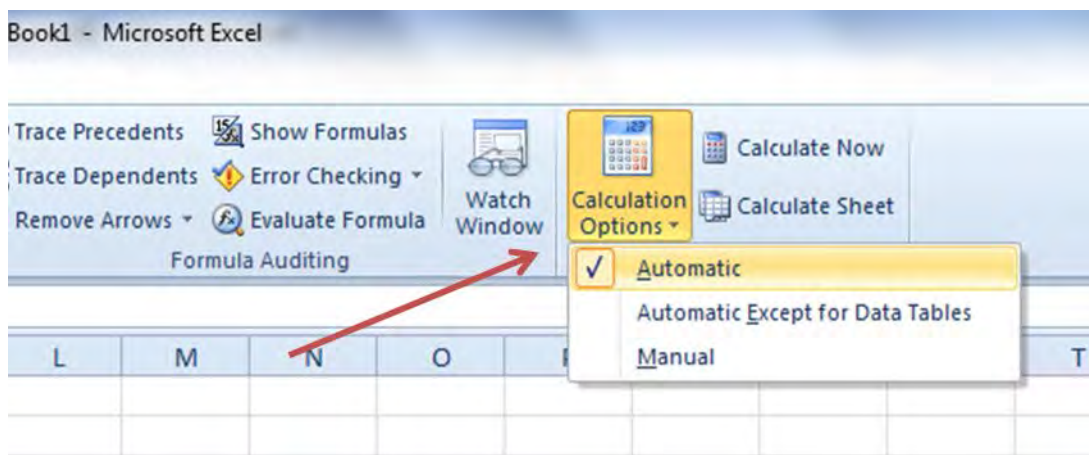 Book1 - Microsoft Excel
Trace Precedents Show Formulas
Trace Dependents Error Checking
Remove Arrows Evaluate Formula
Watch
Window
Formula Auditing
Calculation
Options
Calculate Now
Calculate Sheet
Automatic
Automatic Except for Data Tables
Manual
L M N O T